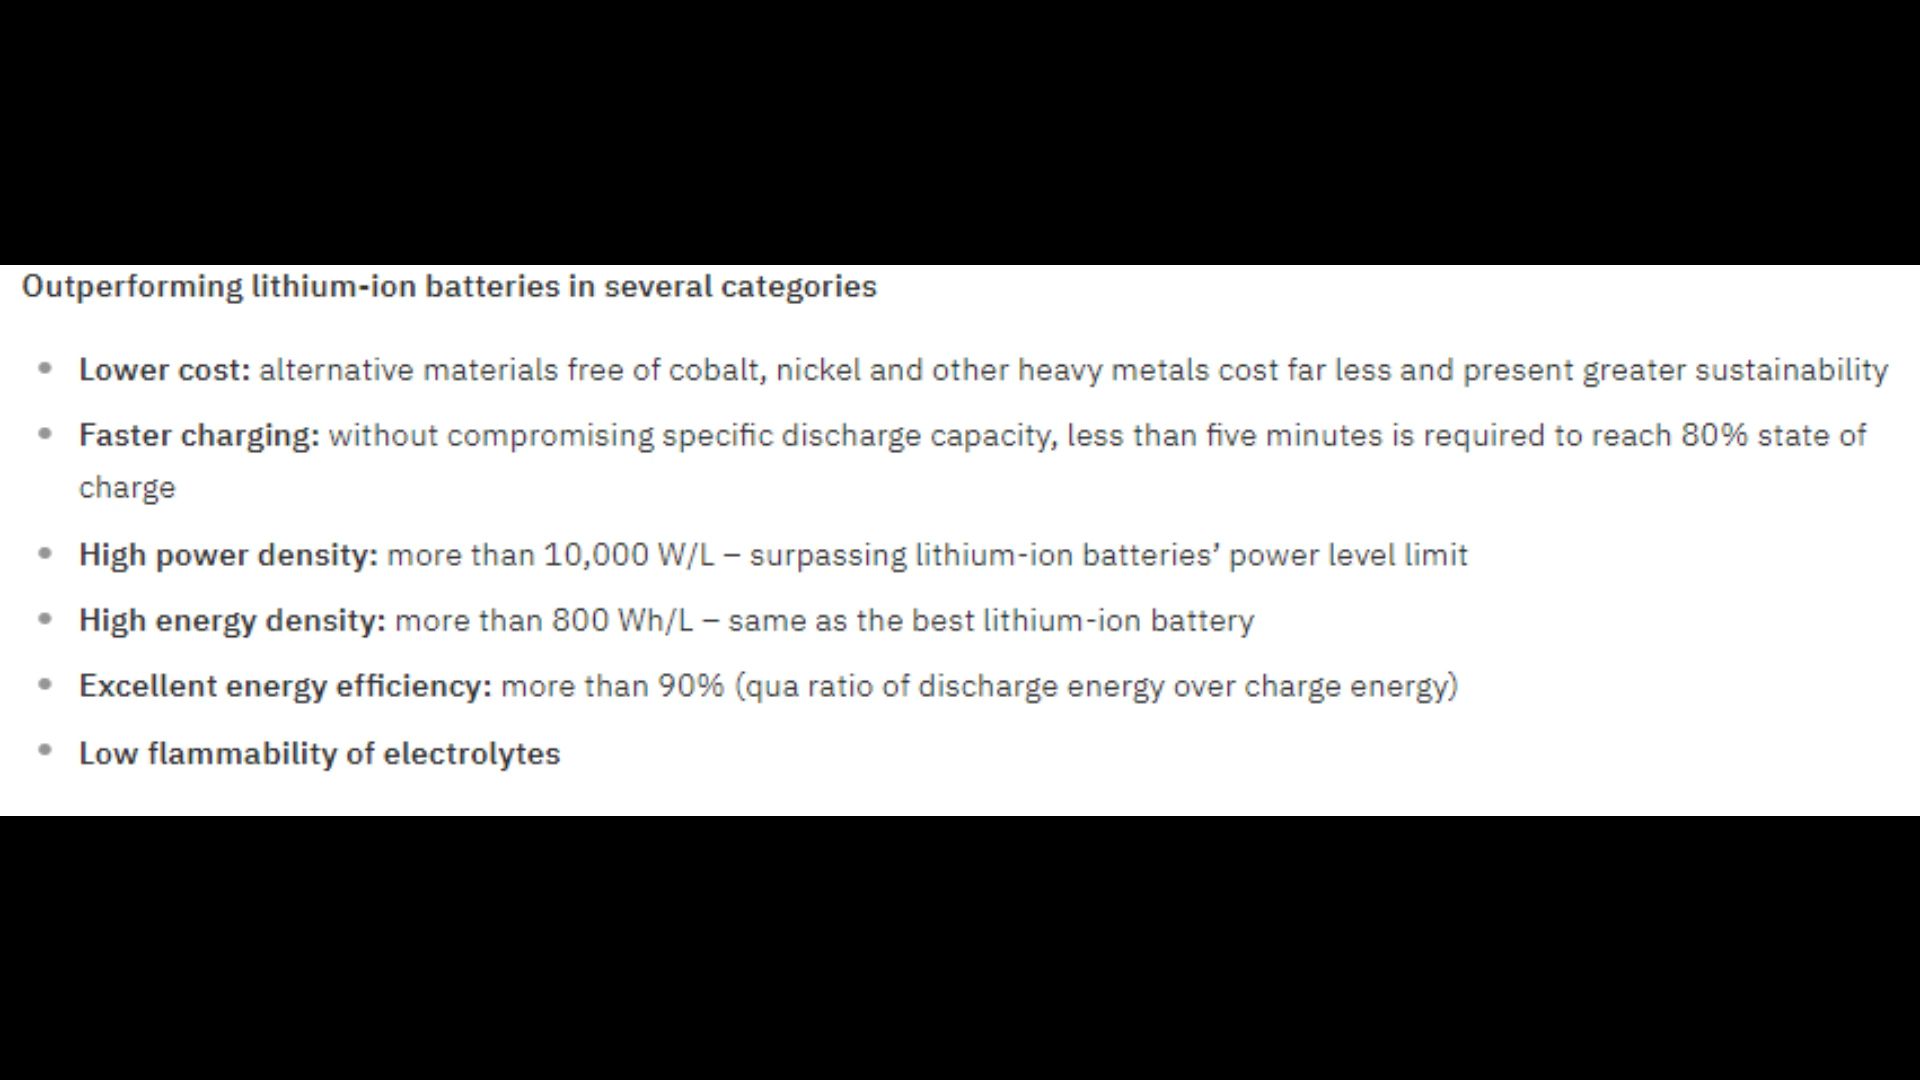 Outperforming lithium-ion batteries in several categories
Lower cost: alternative materials free of cobalt, nickel and other heavy metals cost far less and present greater sustainability
Faster charging: without compromising specific discharge capacity, less than five minutes is required to reach 80% state of
charge
High power density: more than 10,000 W/L – surpassing lithium-ion batteries’ power level limit
High energy density: more than 800 Wh/L – same as the best lithium-ion battery
Excellent energy efficiency: more than 90% (qua ratio of discharge energy over charge energy)
Low flammability of electrolytes